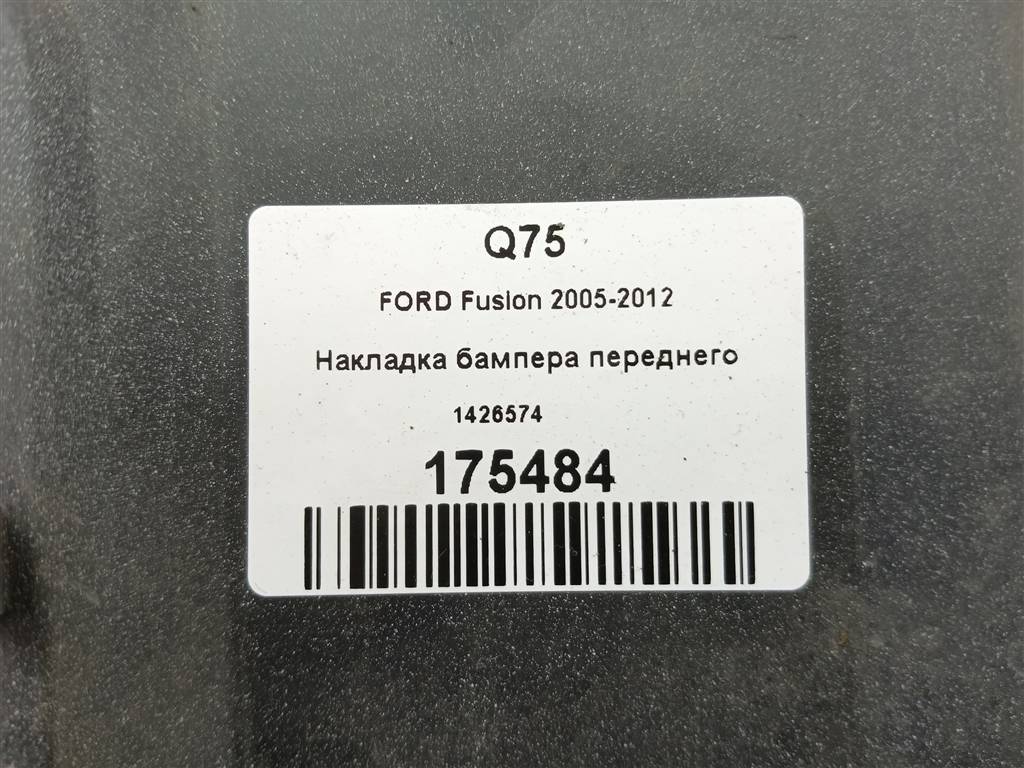 Q75
FORD Fusion 2005-2012
Накладка бампера переднего
1426574
175484